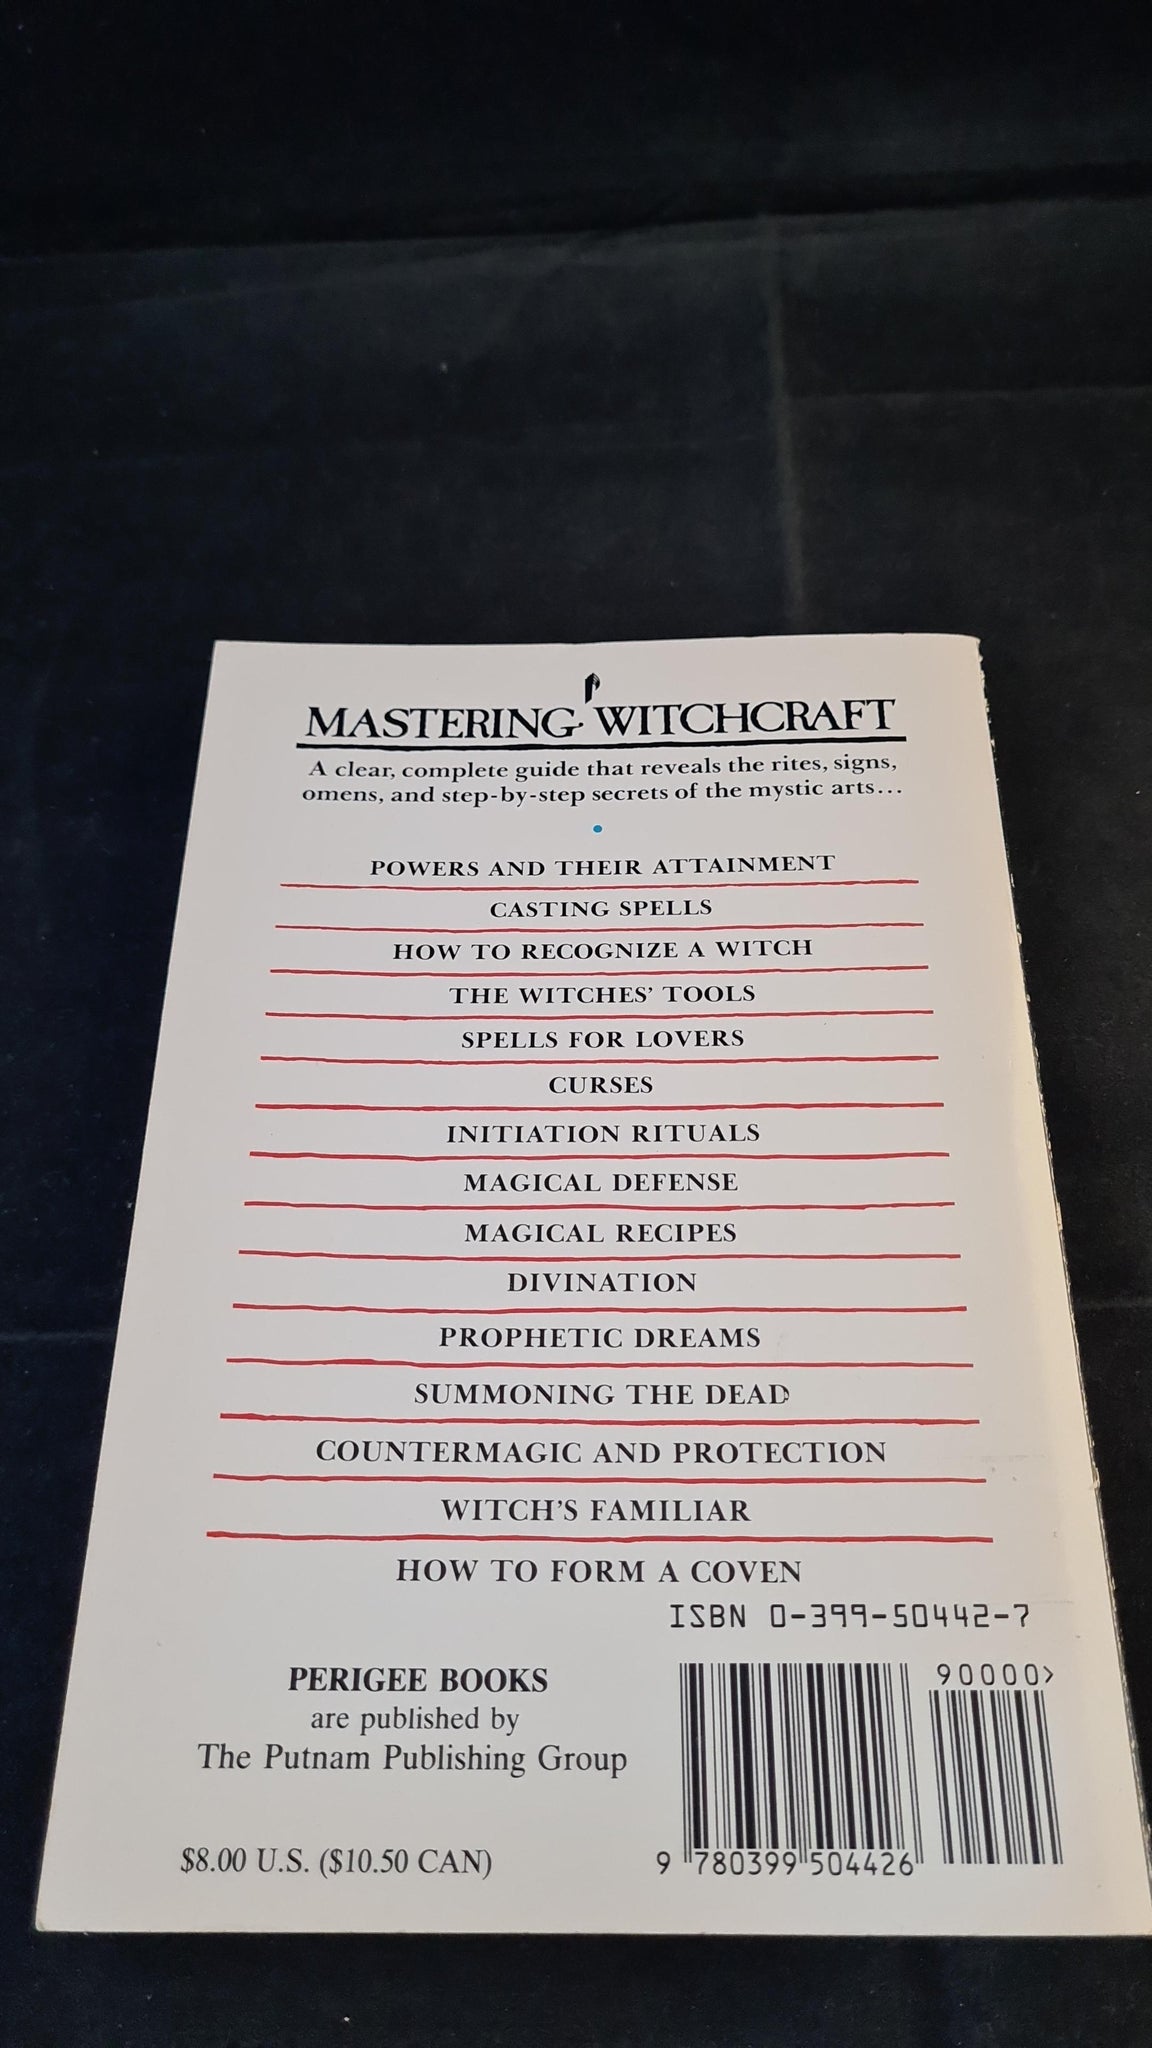 MASTERING WITCHCRAFT
A clear, complete guide that reveals the rites, signs,
omens, and step-by-step secrets of the mystic arts...
POWERS AND THEIR ATTAINMENT
CASTING SPELLS
HOW TO RECOGNIZE A WITCH
THE WITCHES' TOOLS
SPELLS FOR LOVERS
CURSES
INITIATION RITUALS
MAGICAL DEFENSE
MAGICAL RECIPES
DIVINATION
PROPHETIC DREAMS
SUMMONING THE DEAD
COUNTERMAGIC AND PROTECTION
WITCH'S FAMILIAR
HOW TO FORM A COVEN
ISBN 0-399-50442-7
PERIGEE BOOKS
are published by
The Putnam Publishing Group
$8.00 U.S. ($10.50 CAN)
90000>
9 780399 504426